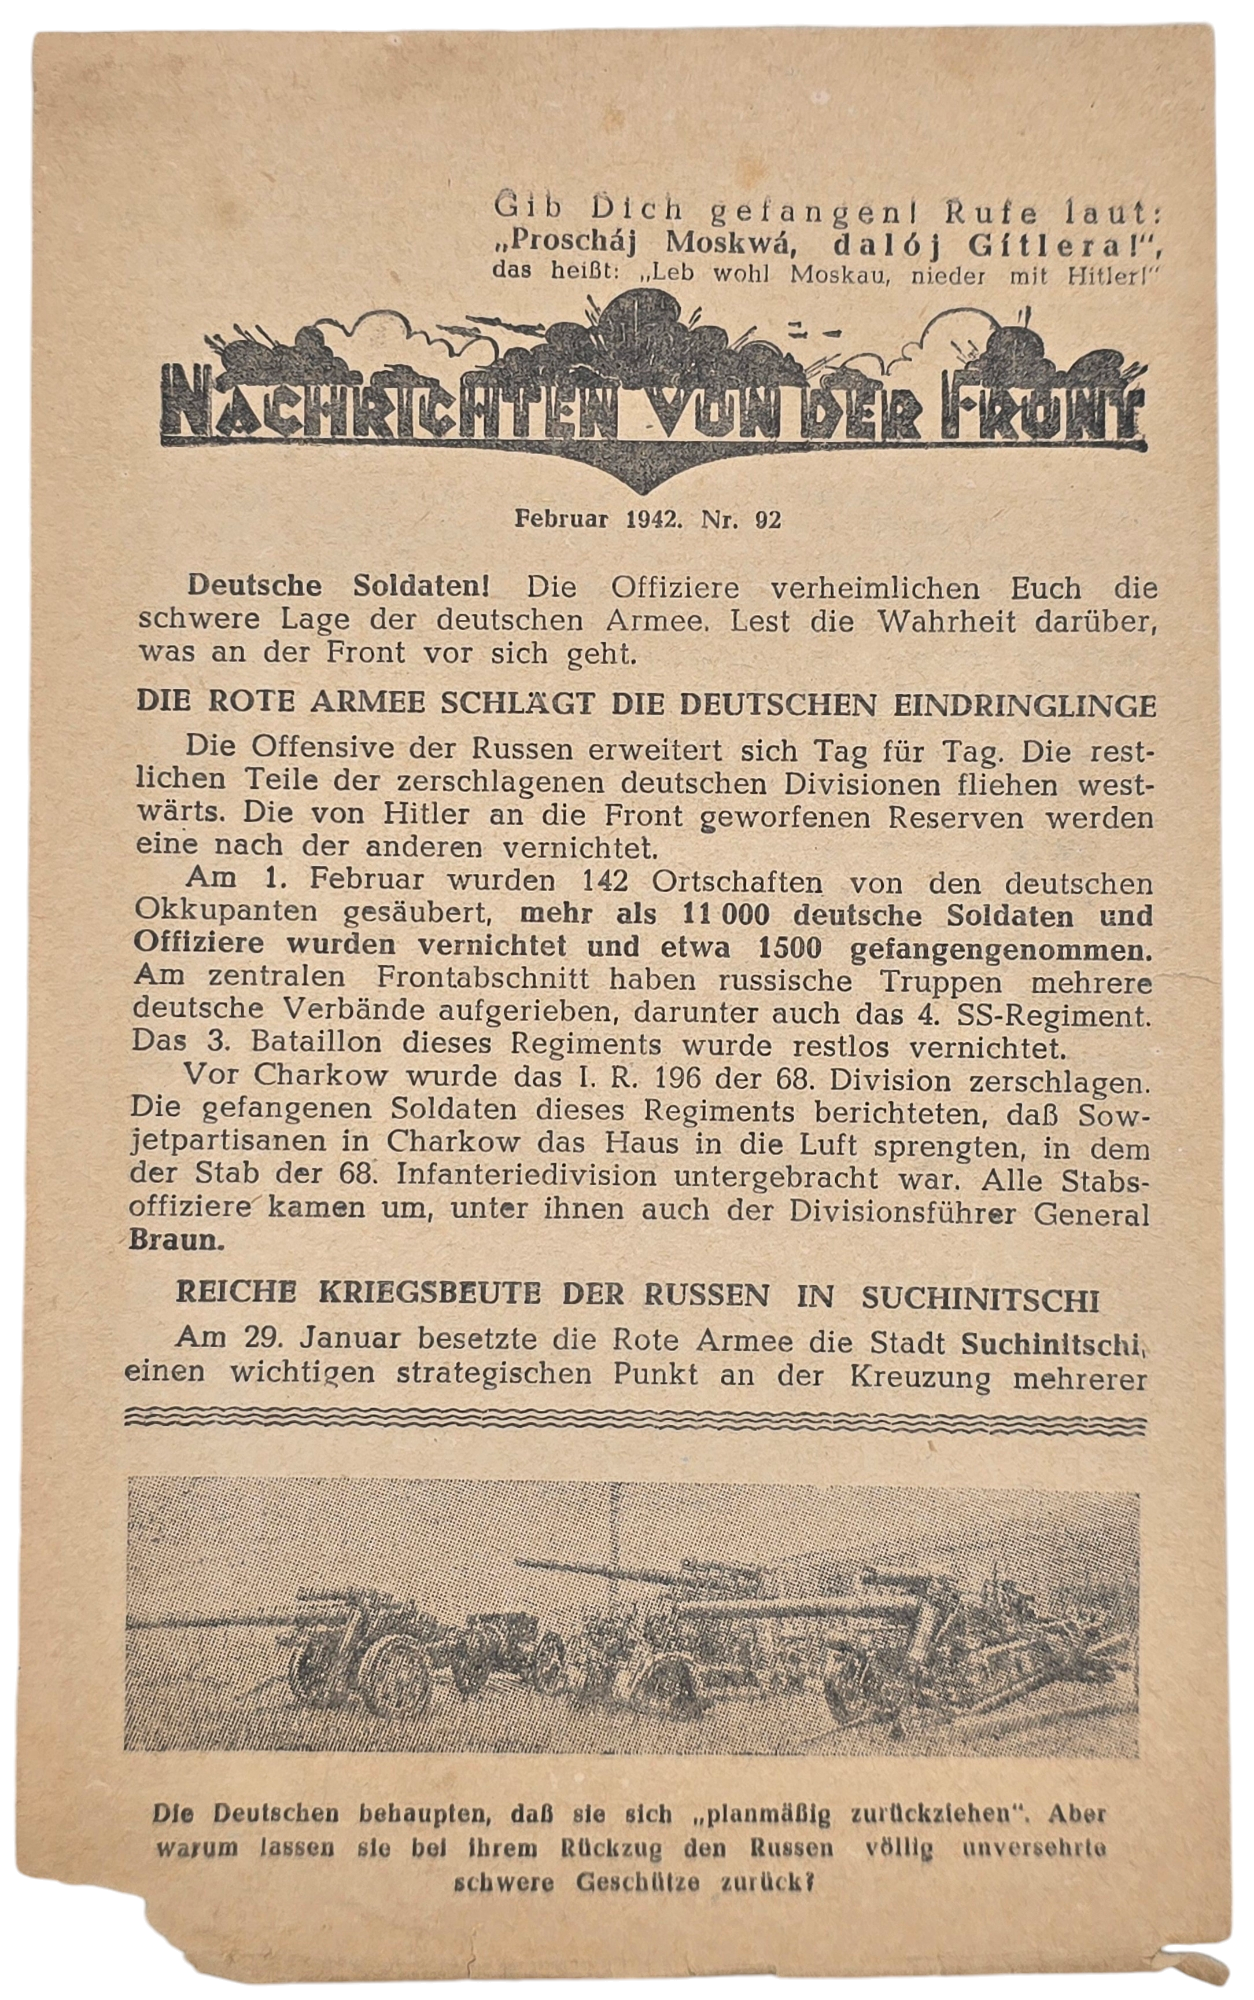 Gib Dich gefangen! Rufe laut:
„Proscháj Moskwá, dalój Gítlera!“,
das heißt: „Leb wohl Moskau, nieder mit Hitler!“
NACHRICHTEN VON DER FRONT
Februar 1942. Nr. 92
Deutsche Soldaten! Die Offiziere verheimlichen Euch die
schwere Lage der deutschen Armee. Lest die Wahrheit darüber,
was an der Front vor sich geht.
DIE ROTE ARMEE SCHLÄGT DIE DEUTSCHEN EINDRINGLINGE
Die Offensive der Russen erweitert sich Tag für Tag. Die rest-
lichen Teile der zerschlagenen deutschen Divisionen fliehen west-
wärts. Die von Hitler an die Front geworfenen Reserven werden
eine nach der anderen vernichtet.
Am 1. Februar wurden 142 Ortschaften von den deutschen
Okkupanten gesäubert, mehr als 11 000 deutsche Soldaten und
Offiziere wurden vernichtet und etwa 1500 gefangengenommen.
Am zentralen Frontabschnitt haben russische Truppen mehrere
deutsche Verbände aufgerieben, darunter auch das 4. SS-Regiment.
Das 3. Bataillon dieses Regiments wurde restlos vernichtet.
Vor Charkow wurde das I. R. 196 der 68. Division zerschlagen.
Die gefangenen Soldaten dieses Regiments berichteten, daß Sow-
jetpartisanen in Charkow das Haus in die Luft sprengten, in dem
der Stab der 68. Infanteriedivision untergebracht war. Alle Stabs-
offiziere kamen um, unter ihnen auch der Divisionsführer General
Braun.
REICHE KRIEGSBEUTE DER RUSSEN IN SUCHINITSCHI
Am 29. Januar besetzte die Rote Armee die Stadt Suchinitschi,
einen wichtigen strategischen Punkt an der Kreuzung mehrerer
Die Deutschen behaupten, daß sie sich „planmäßig zurückziehen“. Aber
warum lassen sie bei ihrem Rückzug den Russen völlig unversehrte
schwere Geschütze zurück?